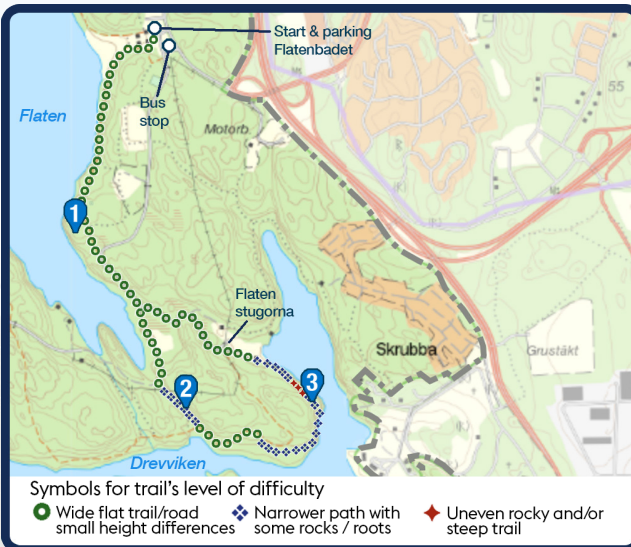 Start & parking
Flatenbadet
Flaten
Bus
stop
Motorb.
55
1
Flaten
stugorna
Skrubba
Grustäkt
2
3
Drevviken
Symbols for trail's level of difficulty
Wide flat trail/road
small height differences
Narrower path with
some rocks / roots
Uneven rocky and/or
steep trail